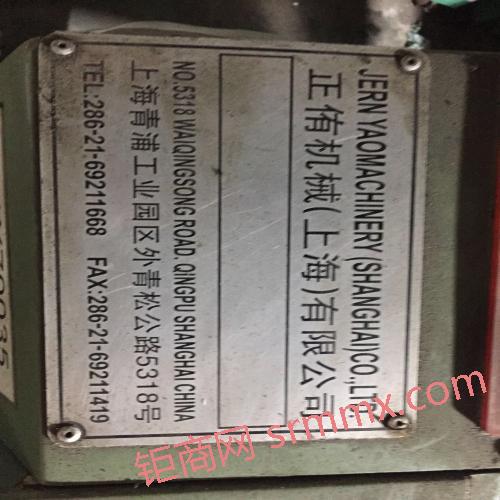 JERN YAOMACHINERY (SHANGHAI)CO.,LTD.
正侑机械(上海)有限公司
NO.5318 WAIQINGSONG ROAD, QINGPU SHANGHAI CHINA
上海青浦工业园区外青松公路5318号
TEL:286-21-69211668 FAX:286-21-69211419
钜商网 srmmx.com